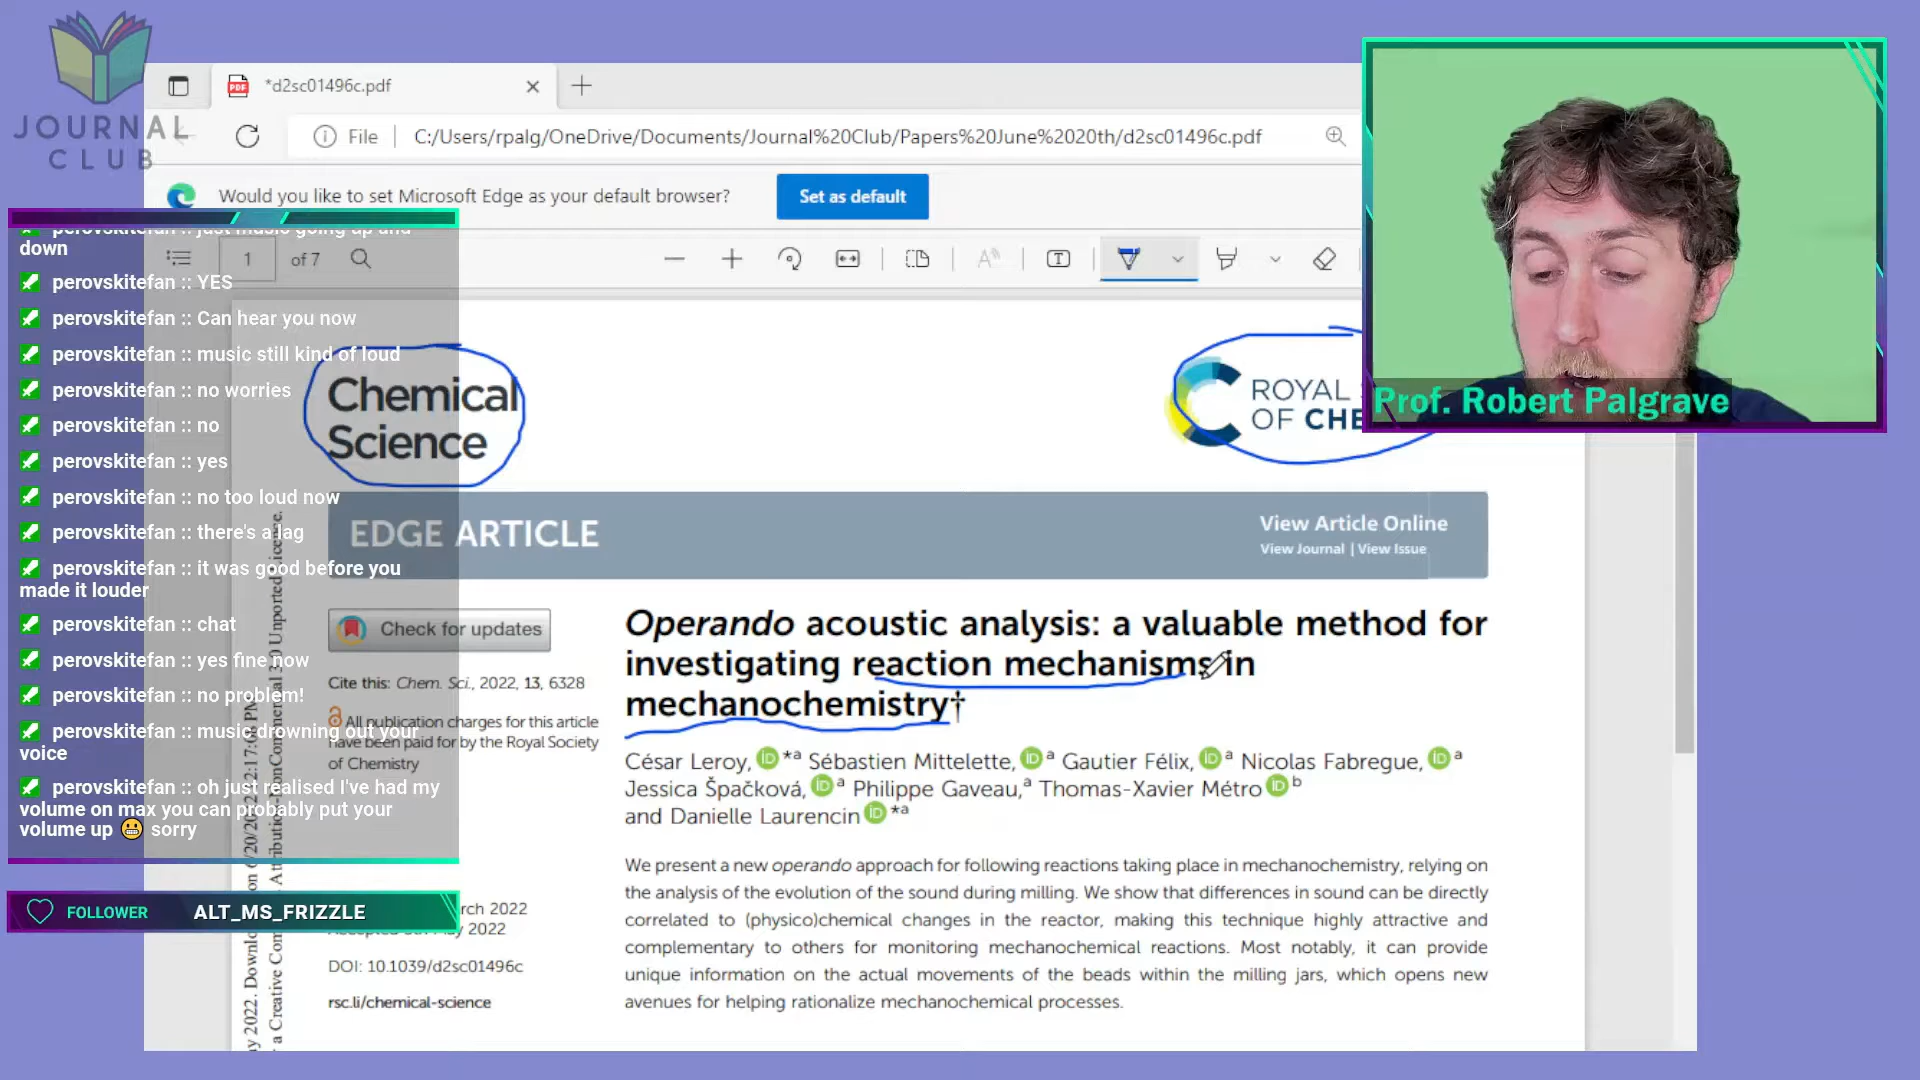 JOURNAL
CLUB
*d2sc01496c.pdf
File
C:/Users/rpalg/OneDrive/Documents/Journal%20Club/Papers%20June%2020th/d2sc01496c.pdf
Would you like to set Microsoft Edge as your default browser?
Set as default
1
of 7
perovskitefan :: just music going up and
down
perovskitefan :: YES
perovskitefan :: Can hear you now
perovskitefan :: music still kind of loud
perovskitefan :: no worries
perovskitefan :: no
perovskitefan :: yes
perovskitefan :: no too loud now
perovskitefan :: there's a lag
perovskitefan :: it was good before you
made it louder
perovskitefan :: chat
perovskitefan :: yes fine now
perovskitefan :: no problem!
perovskitefan :: music drowning out your
voice
perovskitefan :: oh just realised I've had my
volume on max you can probably put your
volume up 😬 sorry
FOLLOWER ALT_MS_FRIZZLE
Prof. Robert Palgrave
Chemical
Science
ROYAL
OF CHE
EDGE ARTICLE
View Article Online
View Journal | View Issue
Check for updates
Cite this: Chem. Sci., 2022, 13, 6328
All publication charges for this article
have been paid for by the Royal Society
of Chemistry
rch 2022
y 2022
DOI: 10.1039/d2sc01496c
rsc.li/chemical-science
Operando acoustic analysis: a valuable method for
investigating reaction mechanisms in
mechanochemistry†
César Leroy, iD *a Sébastien Mittelette, iD a Gautier Félix, iD a Nicolas Fabregue, iD a
Jessica Špačková, iD a Philippe Gaveau,a Thomas-Xavier Métro iD b
and Danielle Laurencin iD *a
We present a new operando approach for following reactions taking place in mechanochemistry, relying on
the analysis of the evolution of the sound during milling. We show that differences in sound can be directly
correlated to (physico)chemical changes in the reactor, making this technique highly attractive and
complementary to others for monitoring mechanochemical reactions. Most notably, it can provide
unique information on the actual movements of the beads within the milling jars, which opens new
avenues for helping rationalize mechanochemical processes.